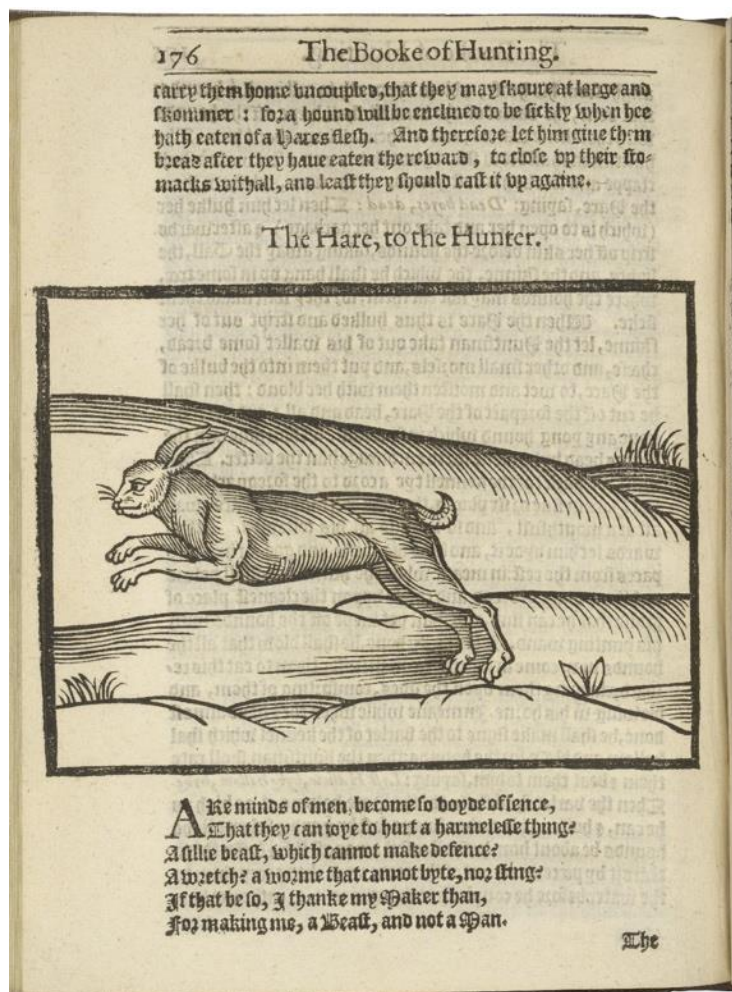 176 The Booke of Hunting.
carry them home vncoupled, that they may skoure at large and
skommer : for a hound will be enclined to be sickly when hee
hath eaten of a Hares flesh. And therefore let him giue them
bread after they haue eaten the reward, to close vp their sto-
macks withall, and least they should cast it vp againe.
The Hare, to the Hunter.
ARe minds of men, become so voyde of sence,
That they can ioye to hurt a harmelesse thing?
A sillie beast, which cannot make defence?
A wretch? a worme that cannot byte, nor sting?
If that be so, I thanke my Maker than,
For making me, a Beast, and not a Man.
The